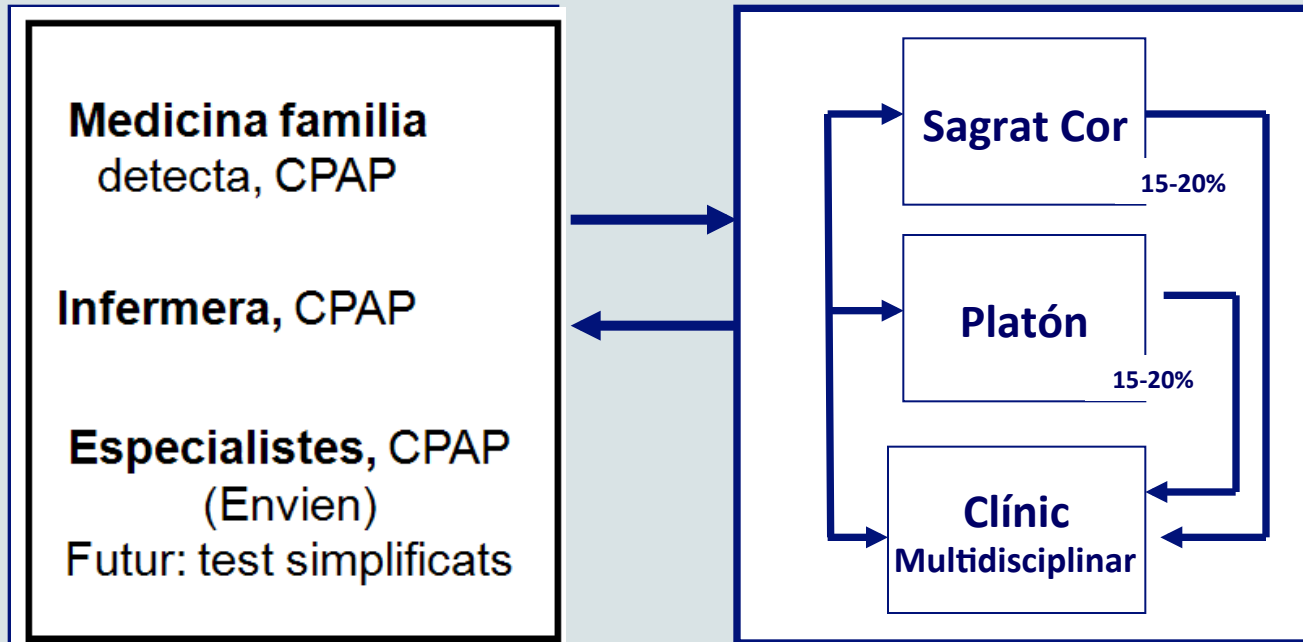 Medicina familia
detecta, CPAP
Infermera, CPAP
Especialistes, CPAP
(Envien)
Futur: test simplificats
Sagrat Cor
15-20%
Platón
15-20%
Clínic
Multidisciplinar